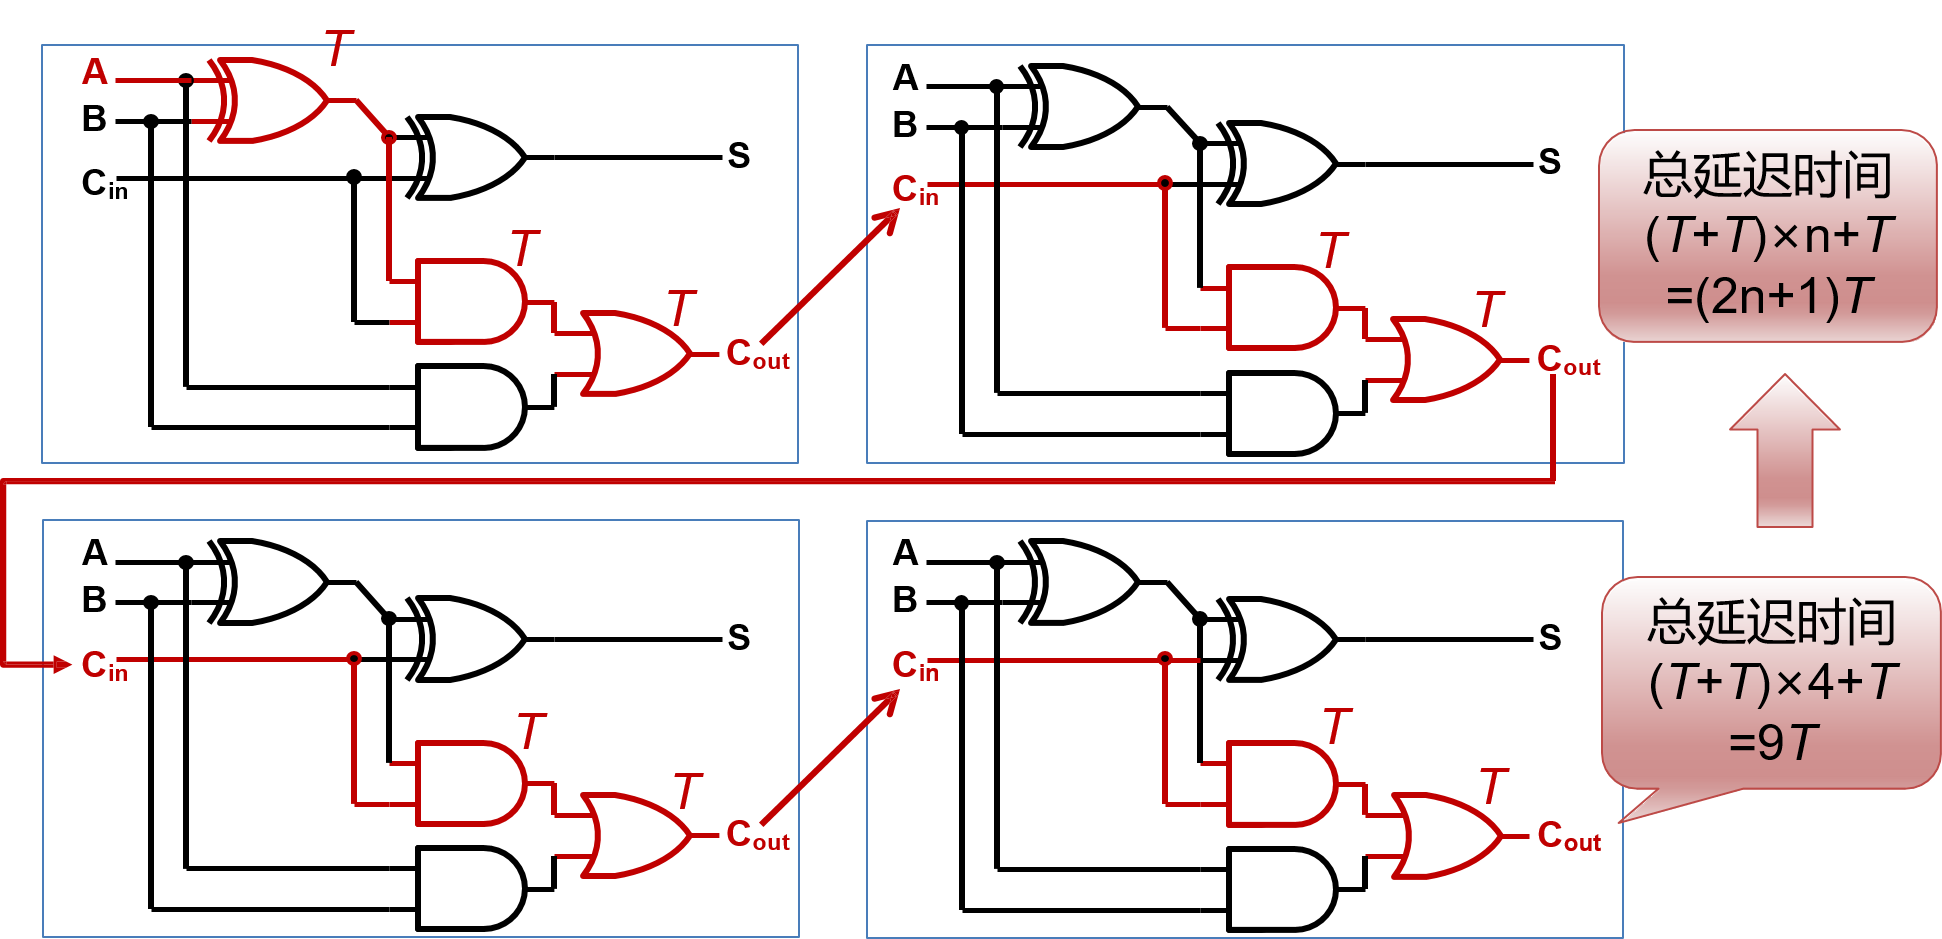 T
A
B
Cin
S
T
T
Cout
A
B
Cin
S
T
T
Cout
总延迟时间
(T+T)×n+T
=(2n+1)T
A
B
Cin
S
T
T
Cout
A
B
Cin
S
T
T
Cout
总延迟时间
(T+T)×4+T
=9T